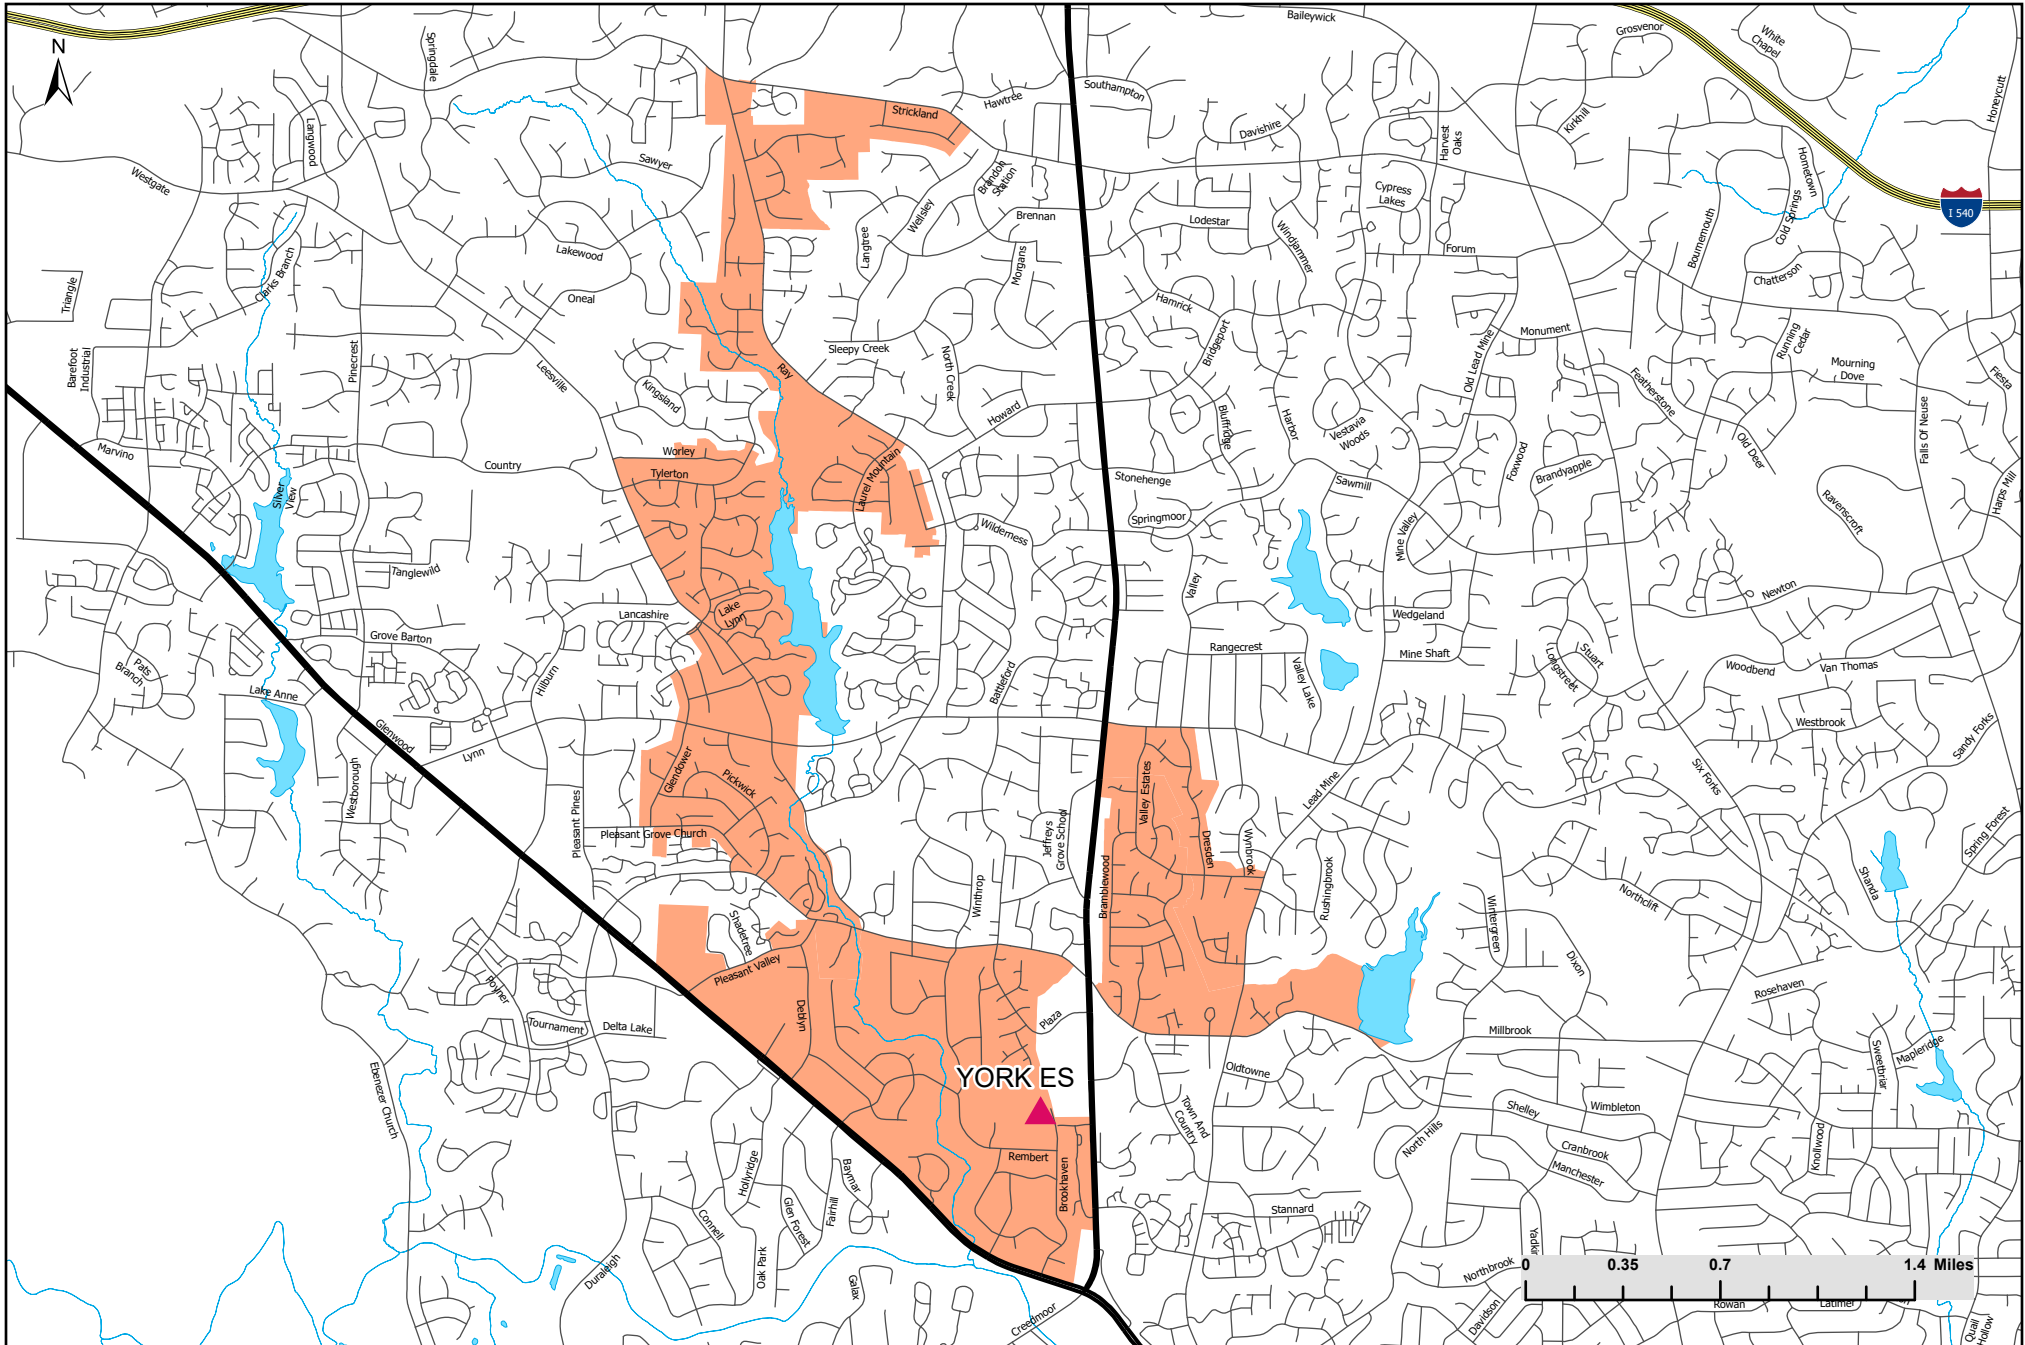 Baileywick
Grosvenor
White
Chapel
N
Springdale
Southampton
Hawtree
Strickland
Honeycutt
Langwood
Kirkhill
Davishire
Harvest
Oaks
Sawyer
Westgate
Brandon
Station
Hometown
Cypress
Lakes
Wellsley
Brennan
Lodestar
I 540
Cold Springs
Bournemouth
Langtree
Windjammer
Lakewood
Morgans
Forum
Clarks Branch
Chatterson
Triangle
Oneal
Hamrick
Monument
Bridgeport
Running
Cedar
Old Lead Mine
Sleepy Creek
Pinecrest
Barefoot
Industrial
North Creek
Mourning
Dove
Leesville
Ray
Fiesta
Kingsland
Featherstone
Howard
Bluffridge
Harbor
Vestavia
Woods
Falls Of Neuse
Marvino
Worley
Old Deer
Country
Tylerton
Laurel Mountain
Foxwood
Brandyapple
Stonehenge
Sawmill
Silver
View
Harps Mill
Ravenscroft
Springmoor
Wilderness
Mine Valley
Tanglewild
Valley
Newton
Lake
Lynn
Lancashire
Wedgeland
Grove Barton
Rangecrest
Mine Shaft
Stuart
Longstreet
Pats
Branch
Hilburn
Battleford
Valley Lake
Woodbend
Van Thomas
Lake Anne
Westbrook
Glenwood
Lynn
Sandy Forks
Glendower
Pickwick
Westborough
Valley Estates
Lead Mine
Six Forks
Pleasant Pines
Pleasant Grove Church
Jeffreys
Grove School
Dresden
Wynbrook
Spring Forest
Bramblewood
Rushingbrook
Winthrop
Shanda
Northclift
Shadetree
Wintergreen
Pleasant Valley
Dixon
Poyner
Rosehaven
Deblyn
Plaza
Tournament
Delta Lake
Millbrook
Mapleridge
Sweetbriar
YORK ES
Oldtowne
Ebenezer Church
Town And
Country
Shelley
Wimbleton
North Hills
Cranbrook
Knollwood
Manchester
Rembert
Hollyridge
Baymar
Brookhaven
Glen Forest
Fairhill
Connell
Stannard
Oak Park
Duraleigh
Galax
Northbrook
0 0.35 0.7 1.4 Miles
Creedmoor
Davidson
Rowan
Latimer
Quail
Hollow